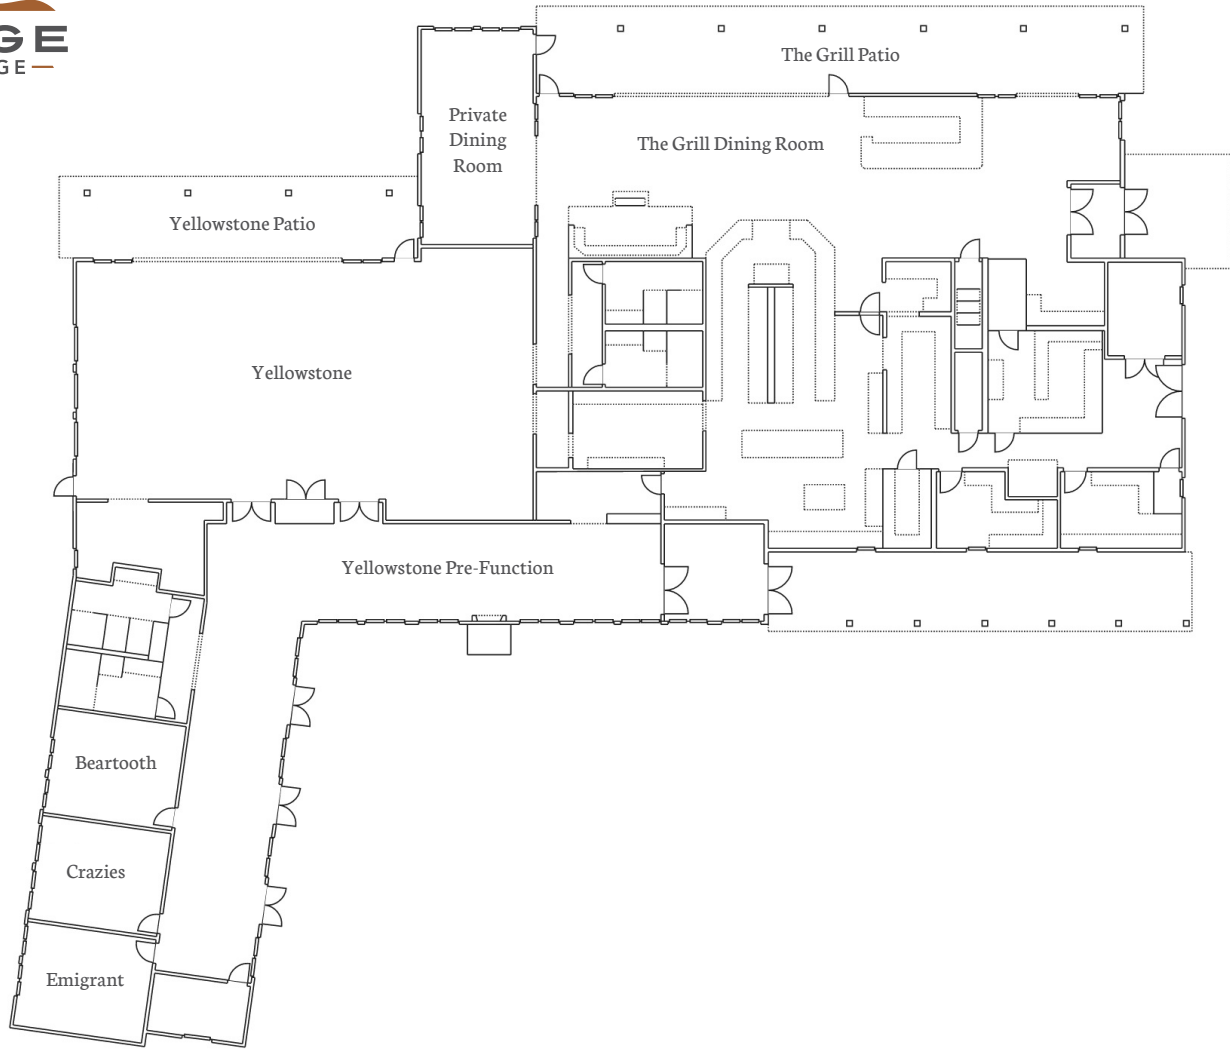 GE
GE
The Grill Patio
Private
Dining
Room
The Grill Dining Room
Yellowstone Patio
Yellowstone
Yellowstone Pre-Function
Beartooth
Crazies
Emigrant